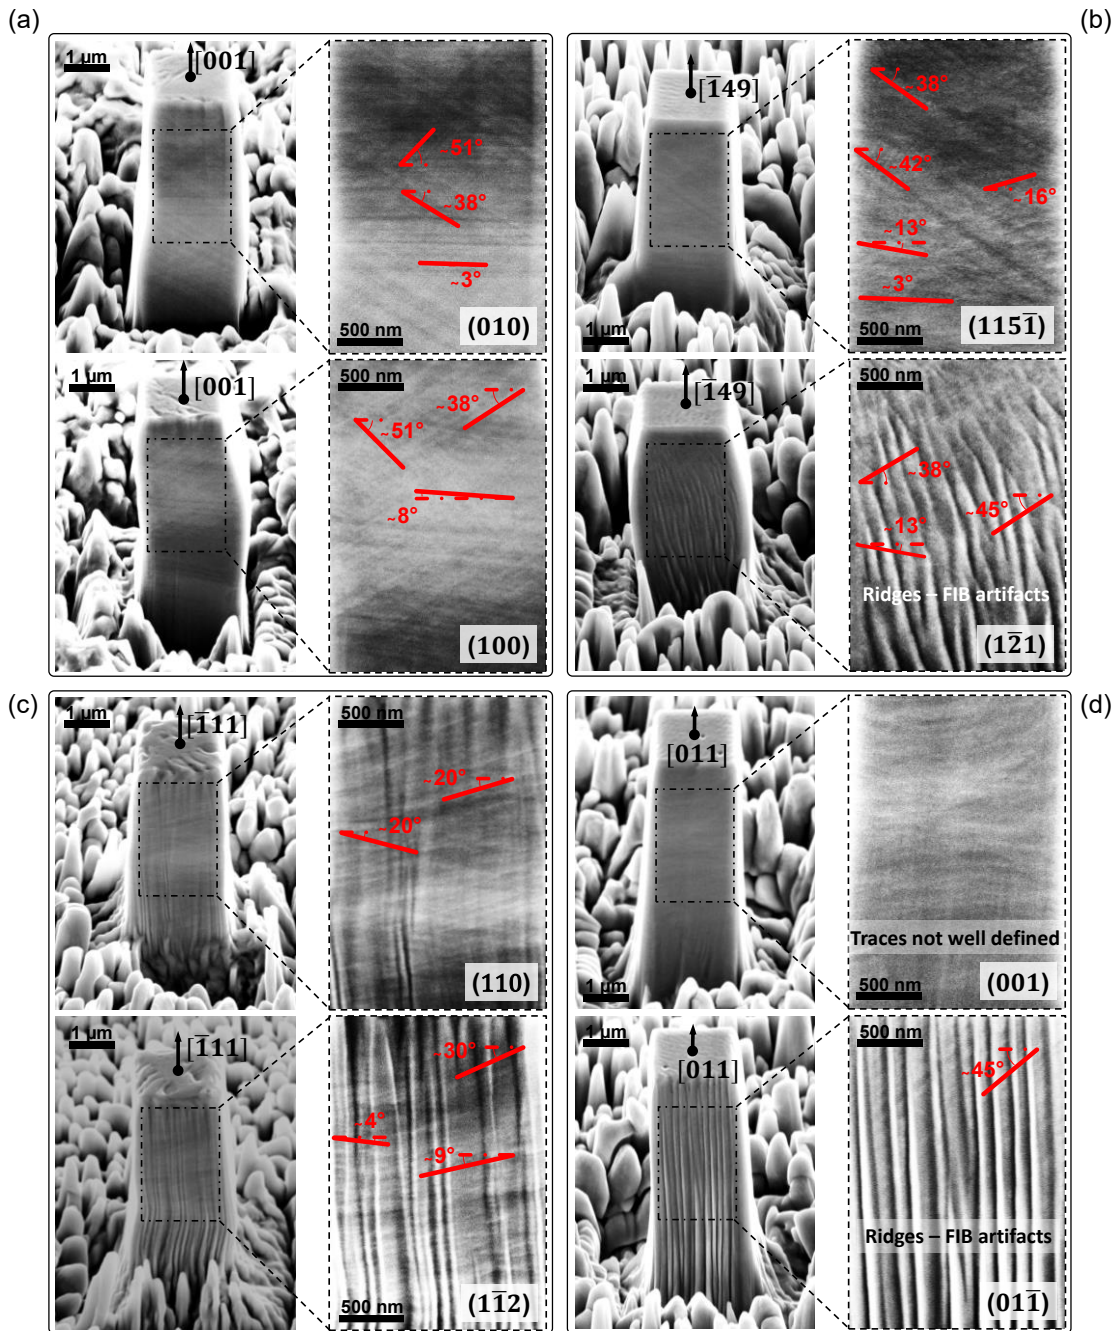 (a)
1 μm
[001]
~51°
~38°
~3°
500 nm
(010)
1 μm
[001]
500 nm
~38°
~51°
~8°
(100)
(b)
1 μm
[1̅49]
~38°
~42°
~16°
~13°
~3°
500 nm
(1151̅)
1 μm
[1̅49]
500 nm
~38°
~45°
~13°
Ridges – FIB artifacts
(12̅1)
(c)
1 μm
[1̅11]
500 nm
~20°
~20°
(110)
1 μm
[1̅11]
~30°
~4°
~9°
500 nm
(11̅2)
(d)
[011]
1 μm
Traces not well defined
500 nm
(001)
1 μm
[011]
500 nm
~45°
Ridges – FIB artifacts
(011̅)